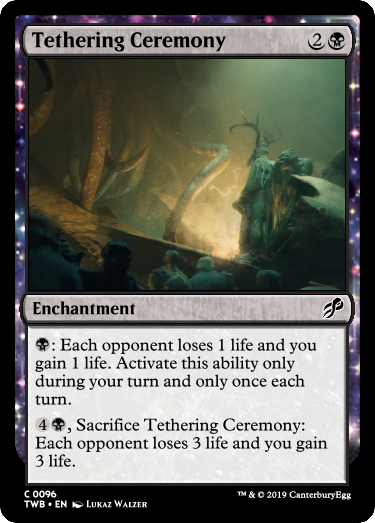 Tethering Ceremony 2
Enchantment
: Each opponent loses 1 life and you
gain 1 life. Activate this ability only
during your turn and only once each
turn.
4 , Sacrifice Tethering Ceremony:
Each opponent loses 3 life and you gain
3 life.
C 0096
TWB • EN Lukaz Walzer
™ & © 2019 CanterburyEgg